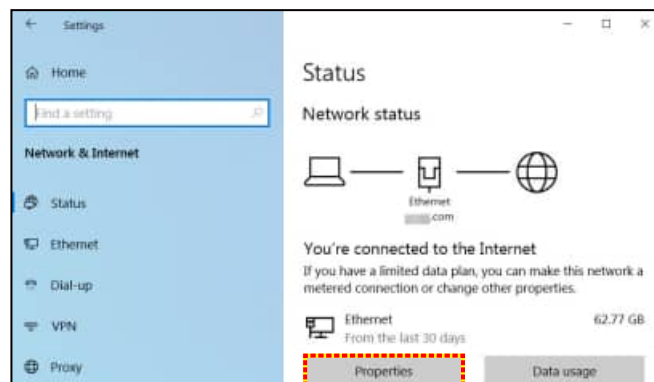 Settings
Home
Find a setting
Network & Internet
Status
Ethernet
Dial-up
VPN
Proxy
Status
Network status
Ethernet
.com
You're connected to the Internet
If you have a limited data plan, you can make this network a
metered connection or change other properties.
Ethernet 62.77 GB
From the last 30 days
Properties Data usage